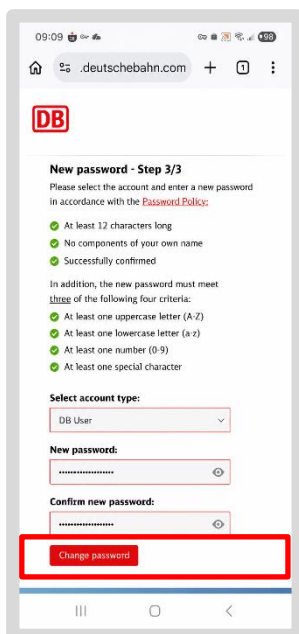 09:09
98
.deutschebahn.com
1
DB
New password - Step 3/3
Please select the account and enter a new password
in accordance with the Password Policy:
At least 12 characters long
No components of your own name
Successfully confirmed
In addition, the new password must meet
three of the following four criteria:
At least one uppercase letter (A-Z)
At least one lowercase letter (a-z)
At least one number (0-9)
At least one special character
Select account type:
DB User
New password:
Confirm new password:
Change password